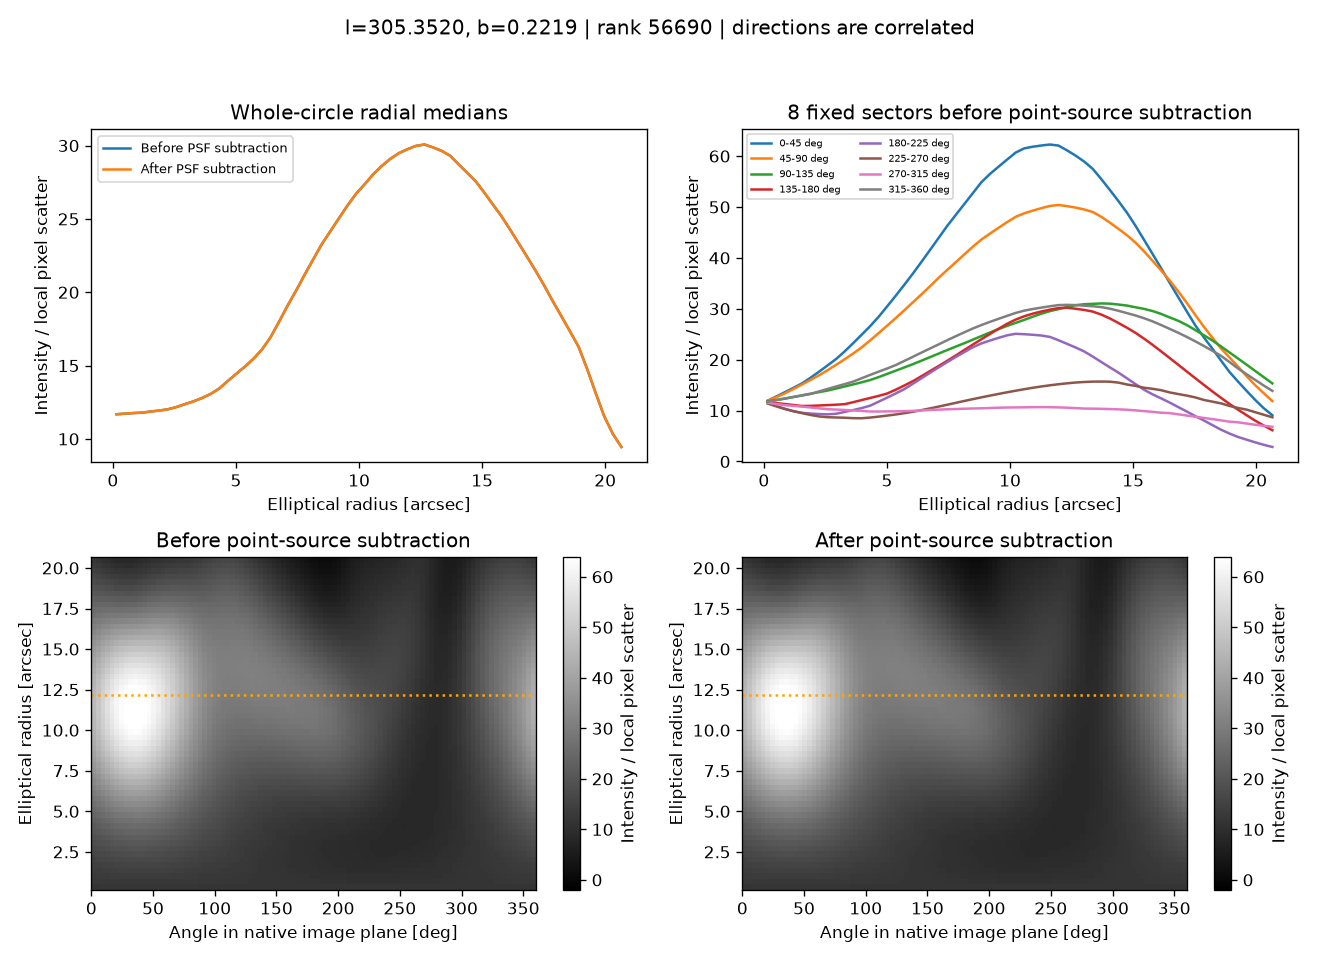 l=305.3520, b=0.2219 | rank 56690 | directions are correlated
Whole-circle radial medians
Before PSF subtraction
After PSF subtraction
Intensity / local pixel scatter
30
25
20
15
10
0 5 10 15 20
Elliptical radius [arcsec]
8 fixed sectors before point-source subtraction
0-45 deg
45-90 deg
90-135 deg
135-180 deg
180-225 deg
225-270 deg
270-315 deg
315-360 deg
Intensity / local pixel scatter
60
50
40
30
20
10
0
0 5 10 15 20
Elliptical radius [arcsec]
Before point-source subtraction
Elliptical radius [arcsec]
20.0
17.5
15.0
12.5
10.0
7.5
5.0
2.5
0 50 100 150 200 250 300 350
Angle in native image plane [deg]
60
50
40
30
20
10
0
Intensity / local pixel scatter
After point-source subtraction
Elliptical radius [arcsec]
20.0
17.5
15.0
12.5
10.0
7.5
5.0
2.5
0 50 100 150 200 250 300 350
Angle in native image plane [deg]
60
50
40
30
20
10
0
Intensity / local pixel scatter